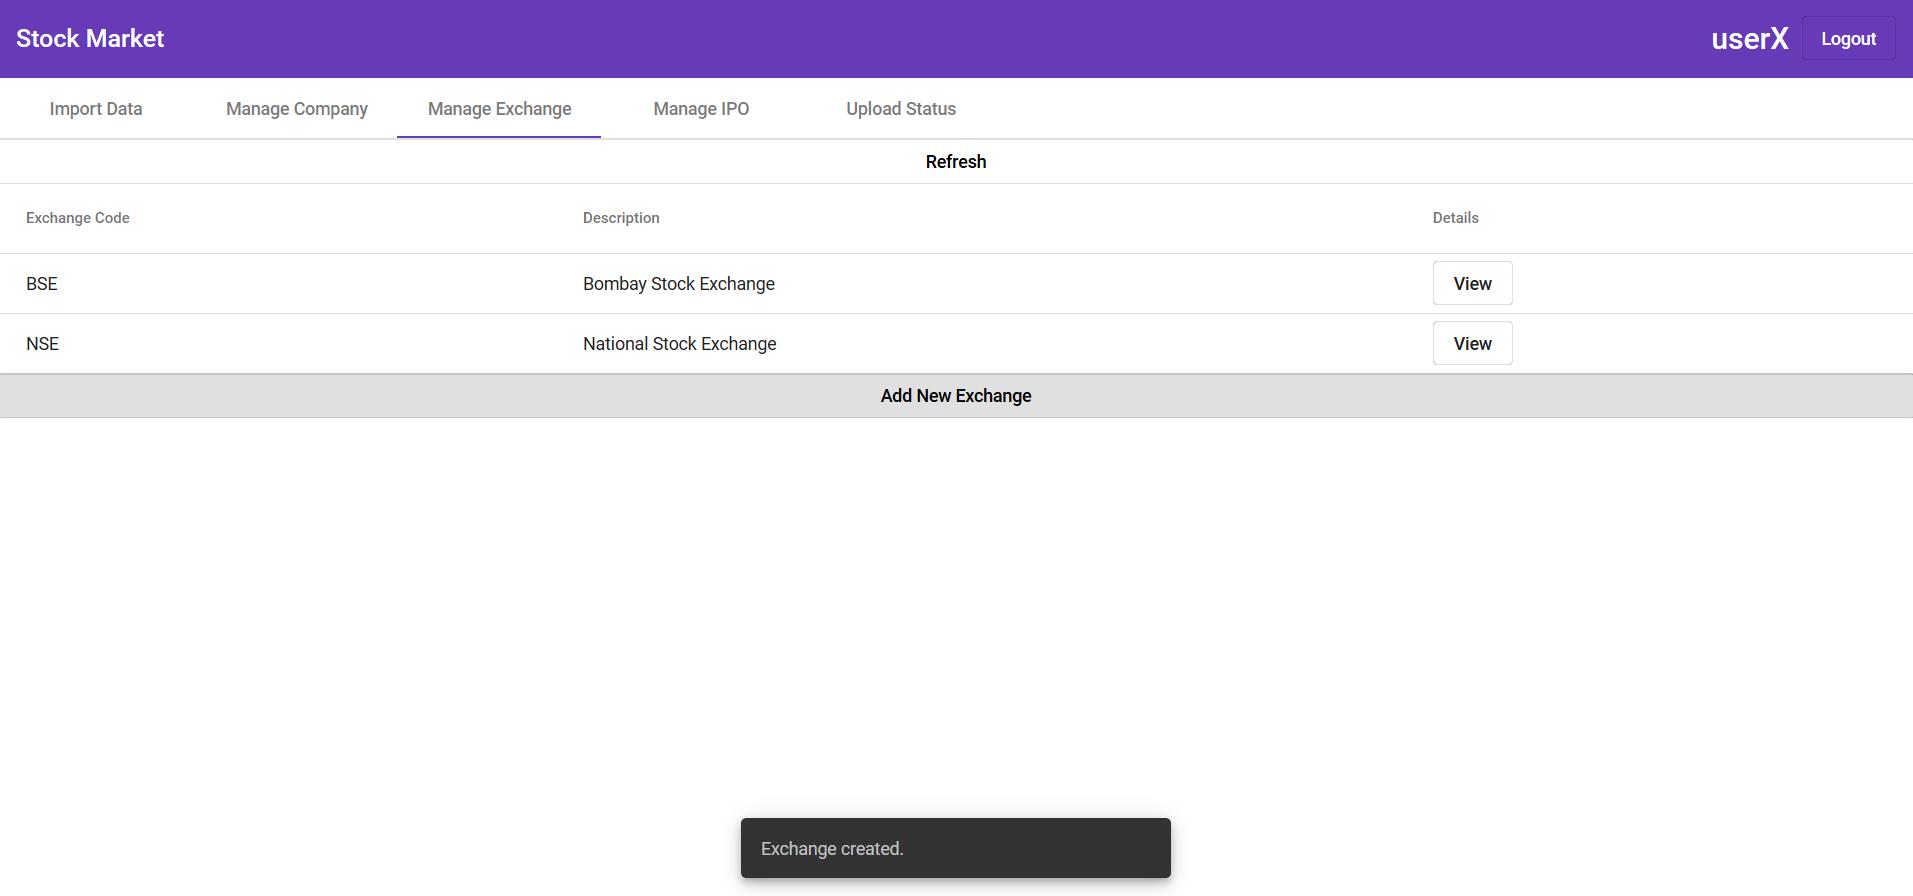 Stock Market
userX
Logout
Import Data
Manage Company
Manage Exchange
Manage IPO
Upload Status
Refresh
Exchange Code
Description
Details
BSE
Bombay Stock Exchange
View
NSE
National Stock Exchange
View
Add New Exchange
Exchange created.